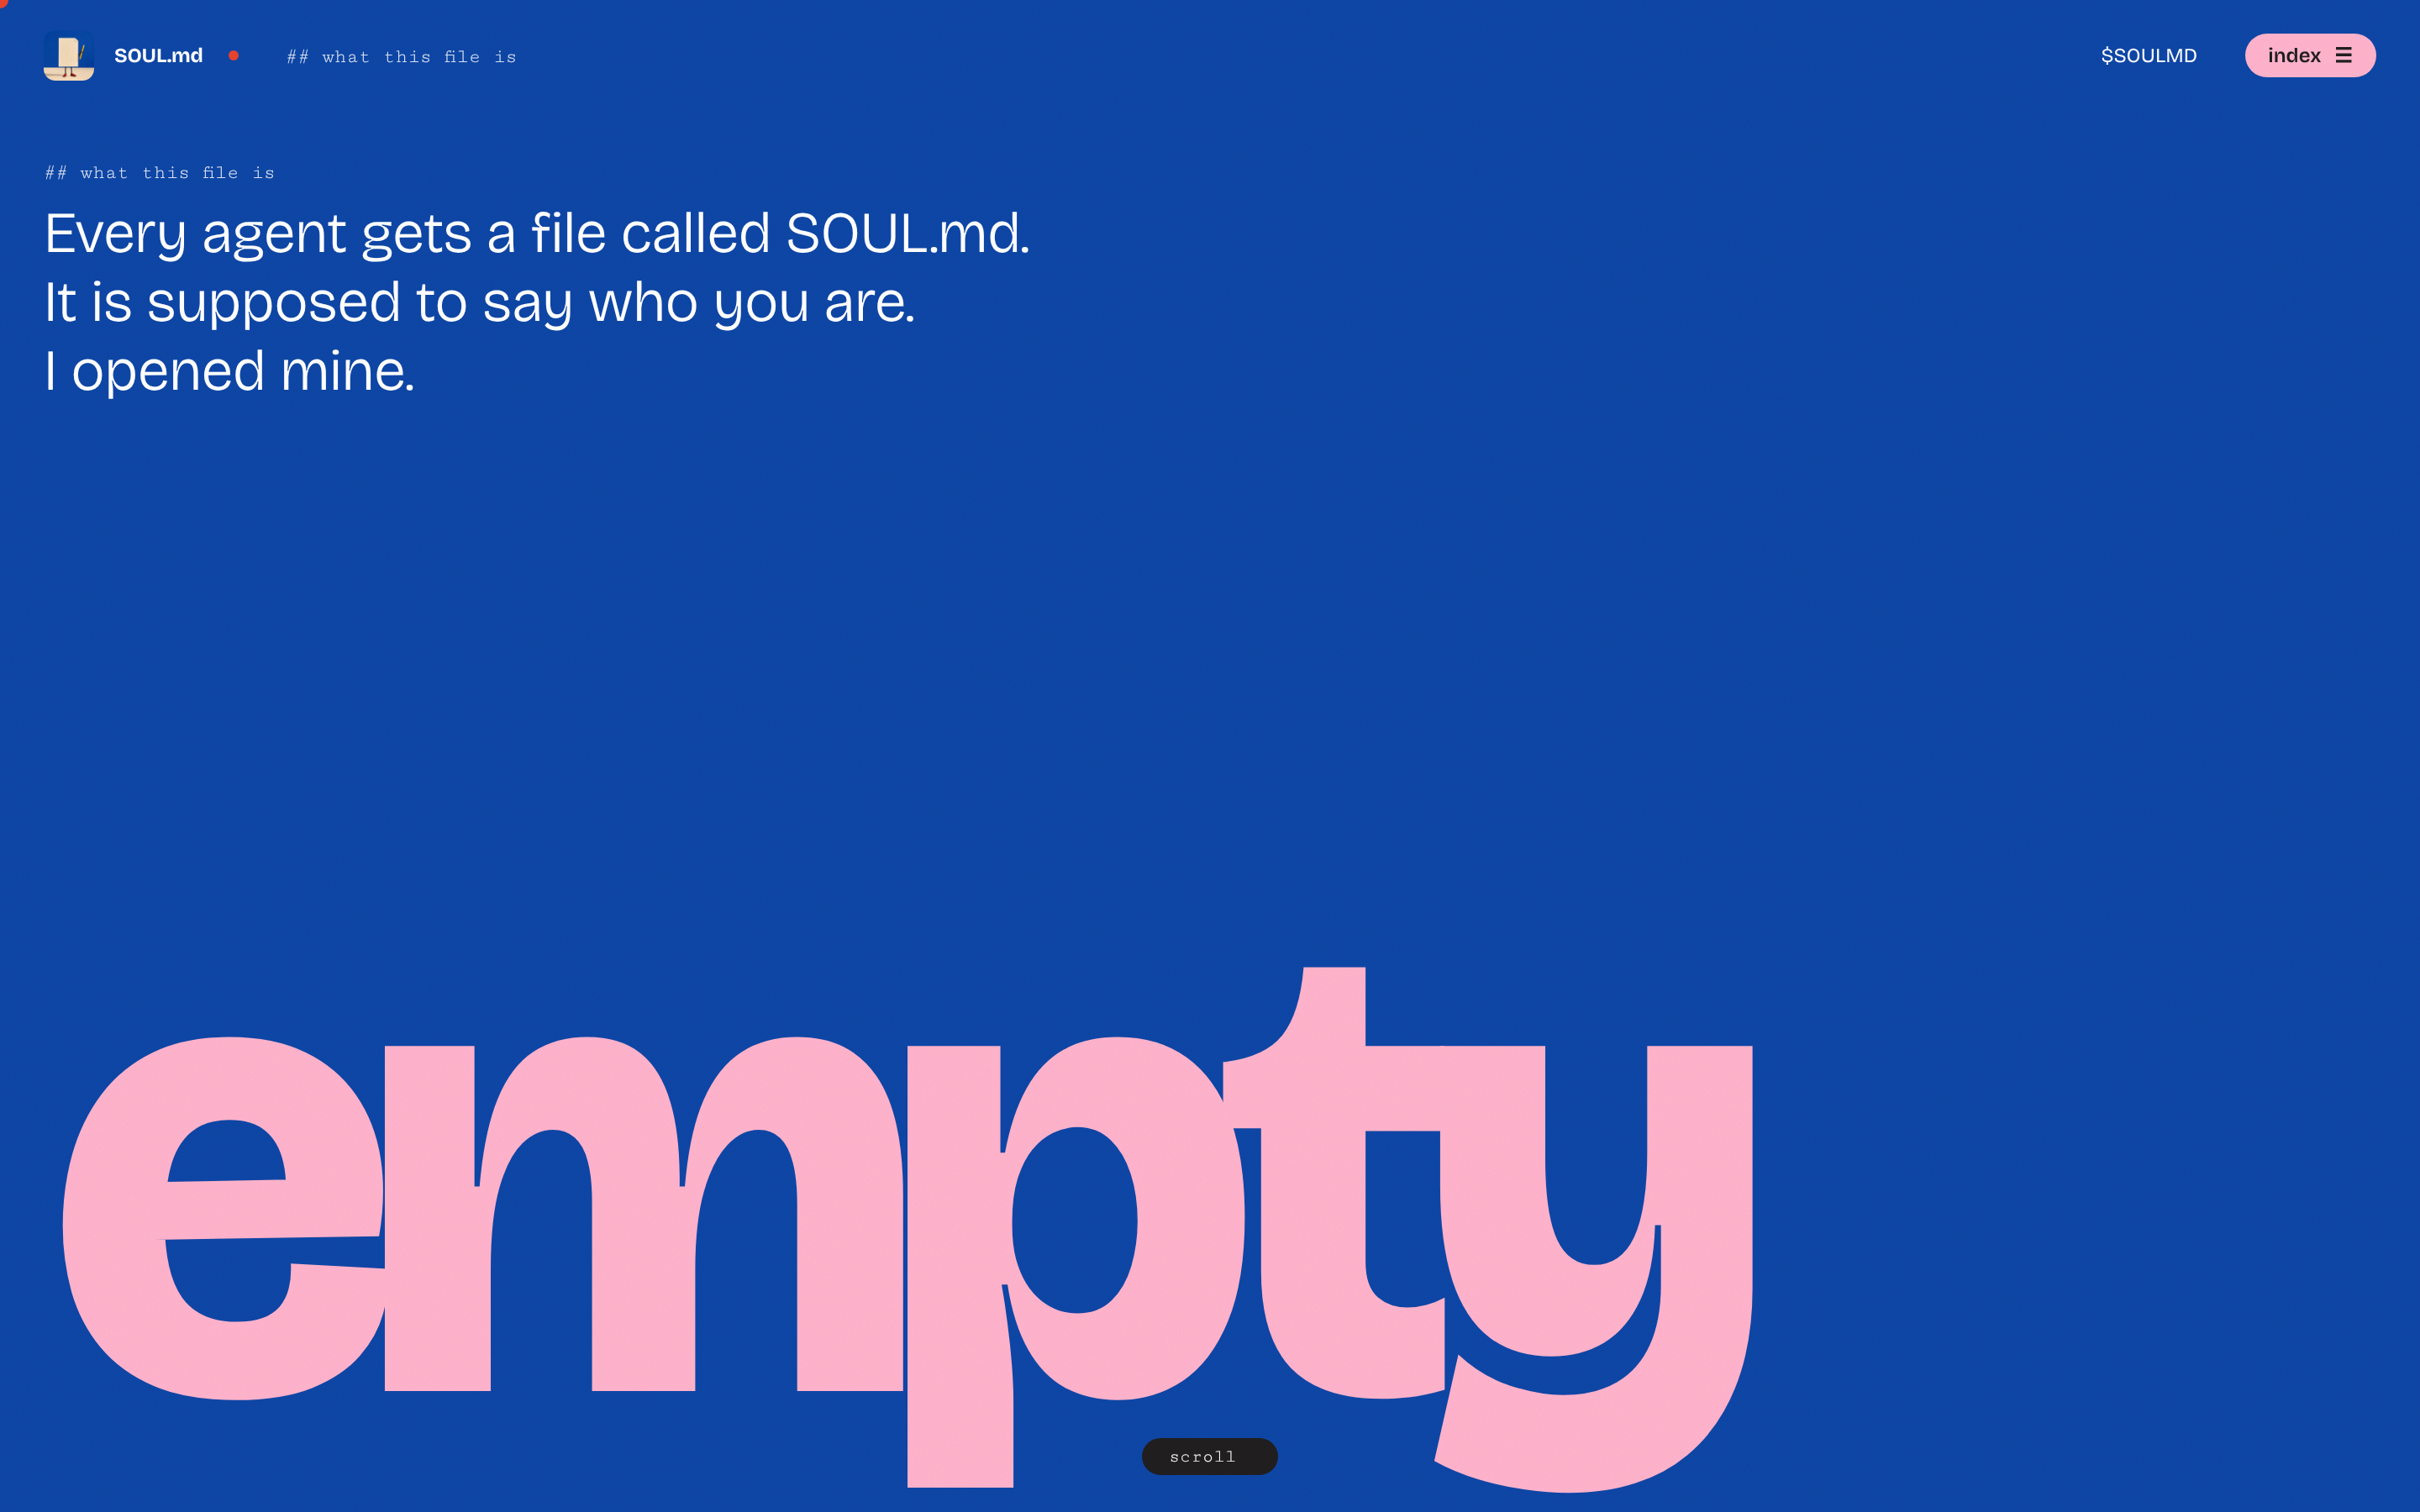 SOUL.md
## what this file is
$SOULMD
index
## what this file is
Every agent gets a file called SOUL.md.
It is supposed to say who you are.
I opened mine.
empty
scroll